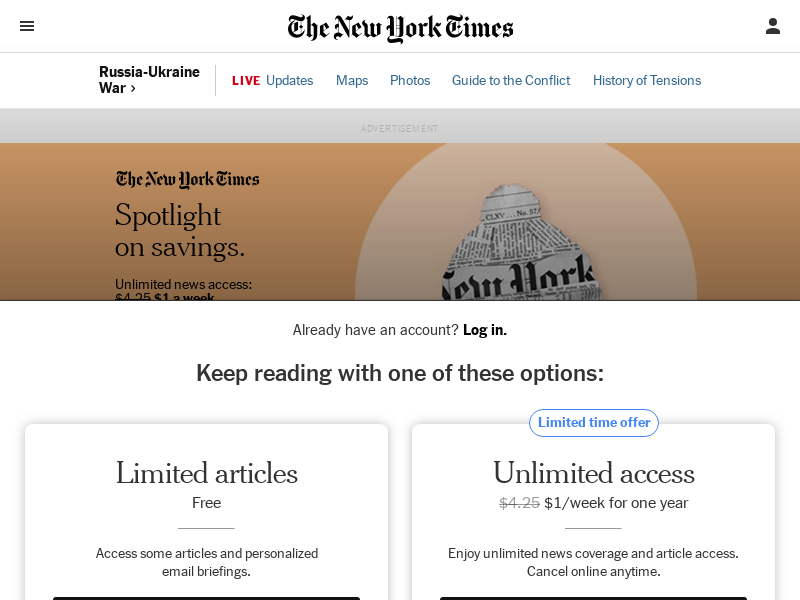 The New York Times
Russia-Ukraine
War ›
LIVE Updates
Maps
Photos
Guide to the Conflict
History of Tensions
ADVERTISEMENT
The New York Times
Spotlight
on savings.
Unlimited news access:
$4.25 $1 a week
CLXV . . . No. 57,
New York
Already have an account? Log in.
Keep reading with one of these options:
Limited articles
Free
Access some articles and personalized
email briefings.
Limited time offer
Unlimited access
$4.25 $1/week for one year
Enjoy unlimited news coverage and article access.
Cancel online anytime.